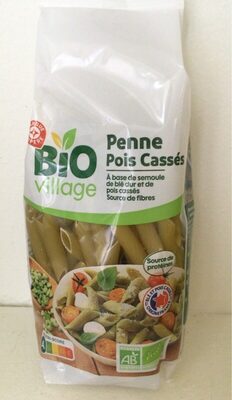 BIO
village
Penne
Pois Cassés
À base de semoule
de blé dur et de
pois cassés
Source de fibres
Source de
protéines
AB